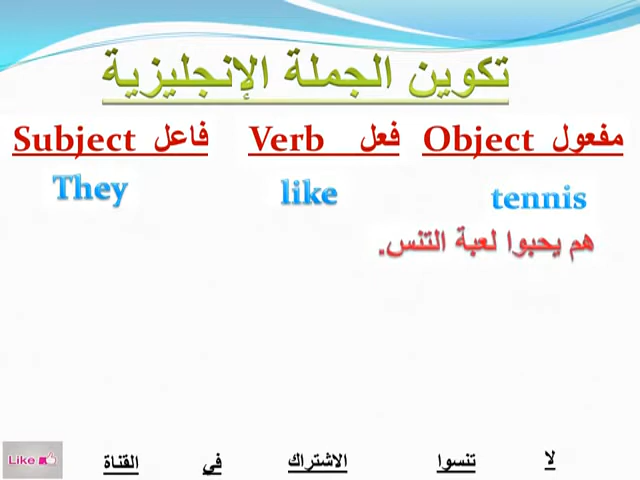 تكوين الجملة الإنجليزية
Subject فاعل Verb فعل Object مفعول
They like tennis
هم يحبوا لعبة التنس.
لا تنسوا الاشتراك في القناة
Like